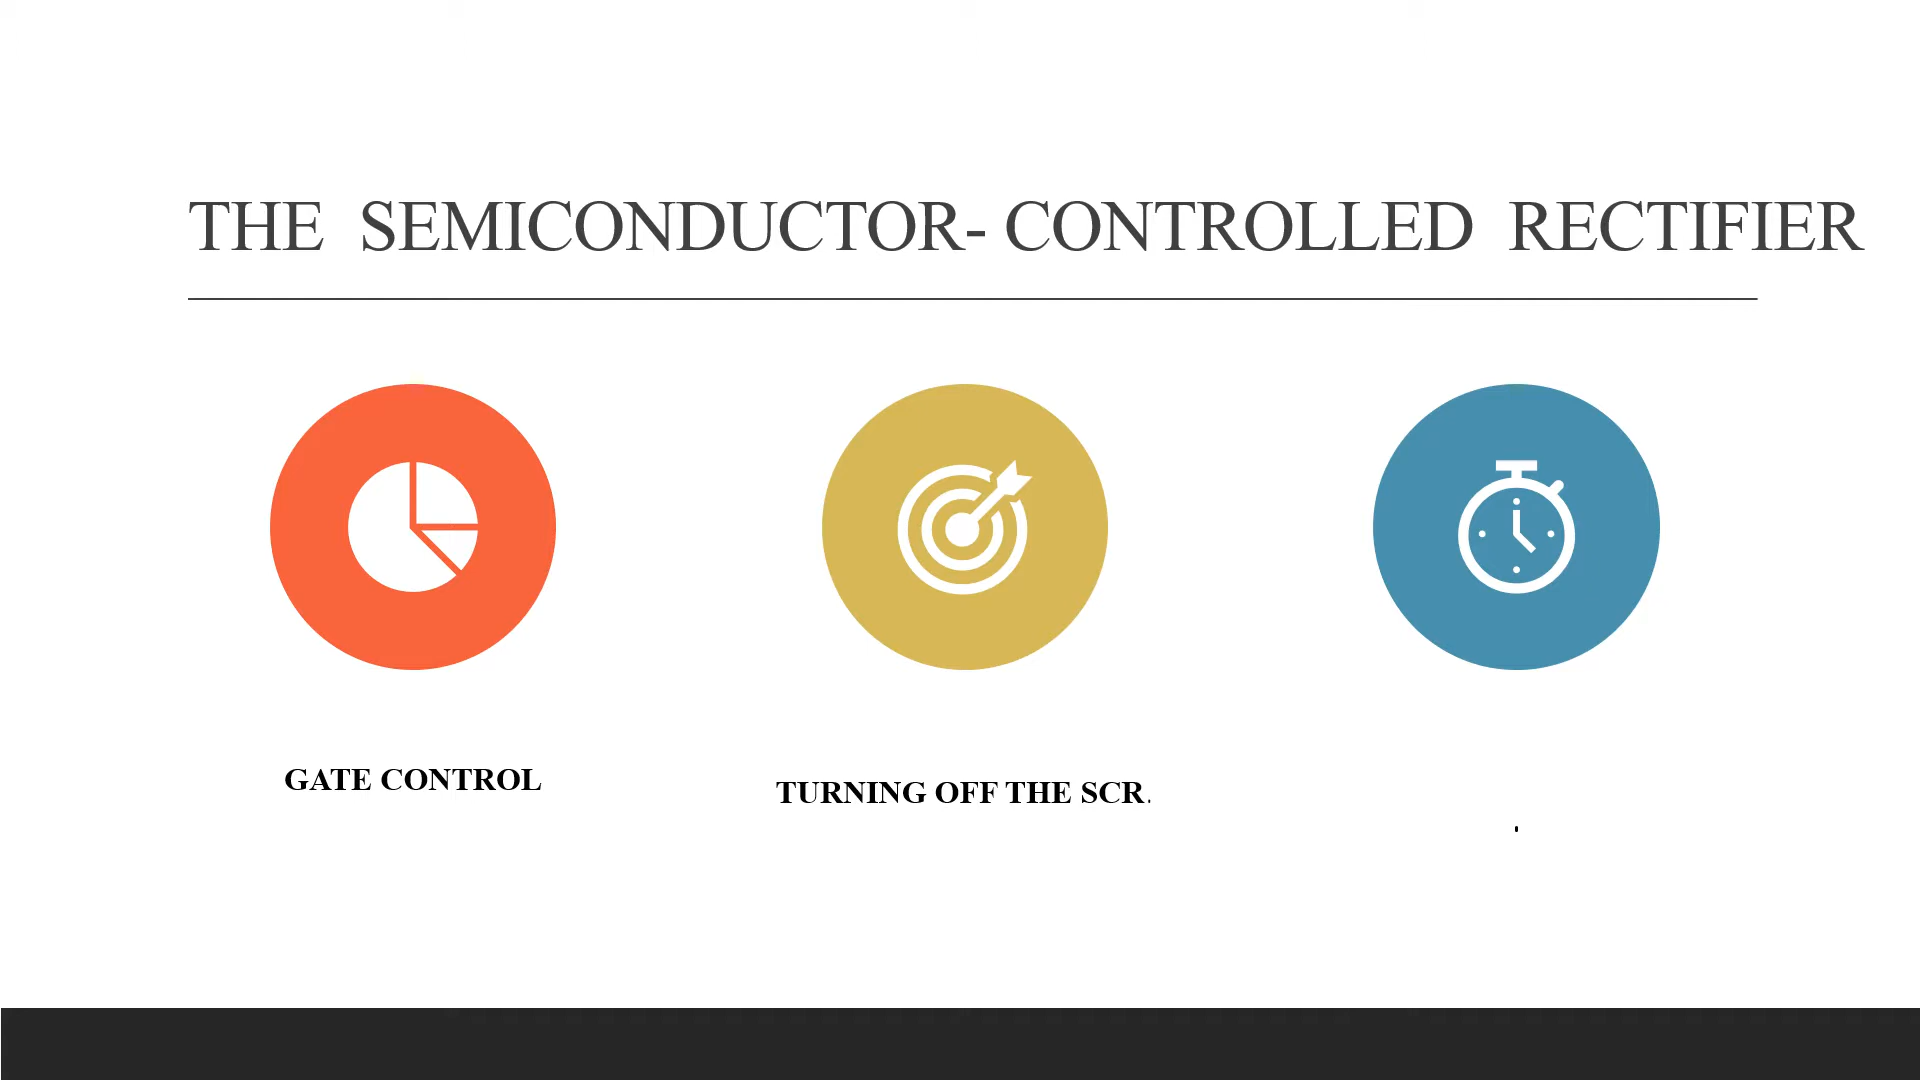 THE SEMICONDUCTOR- CONTROLLED RECTIFIER
GATE CONTROL
TURNING OFF THE SCR.
.